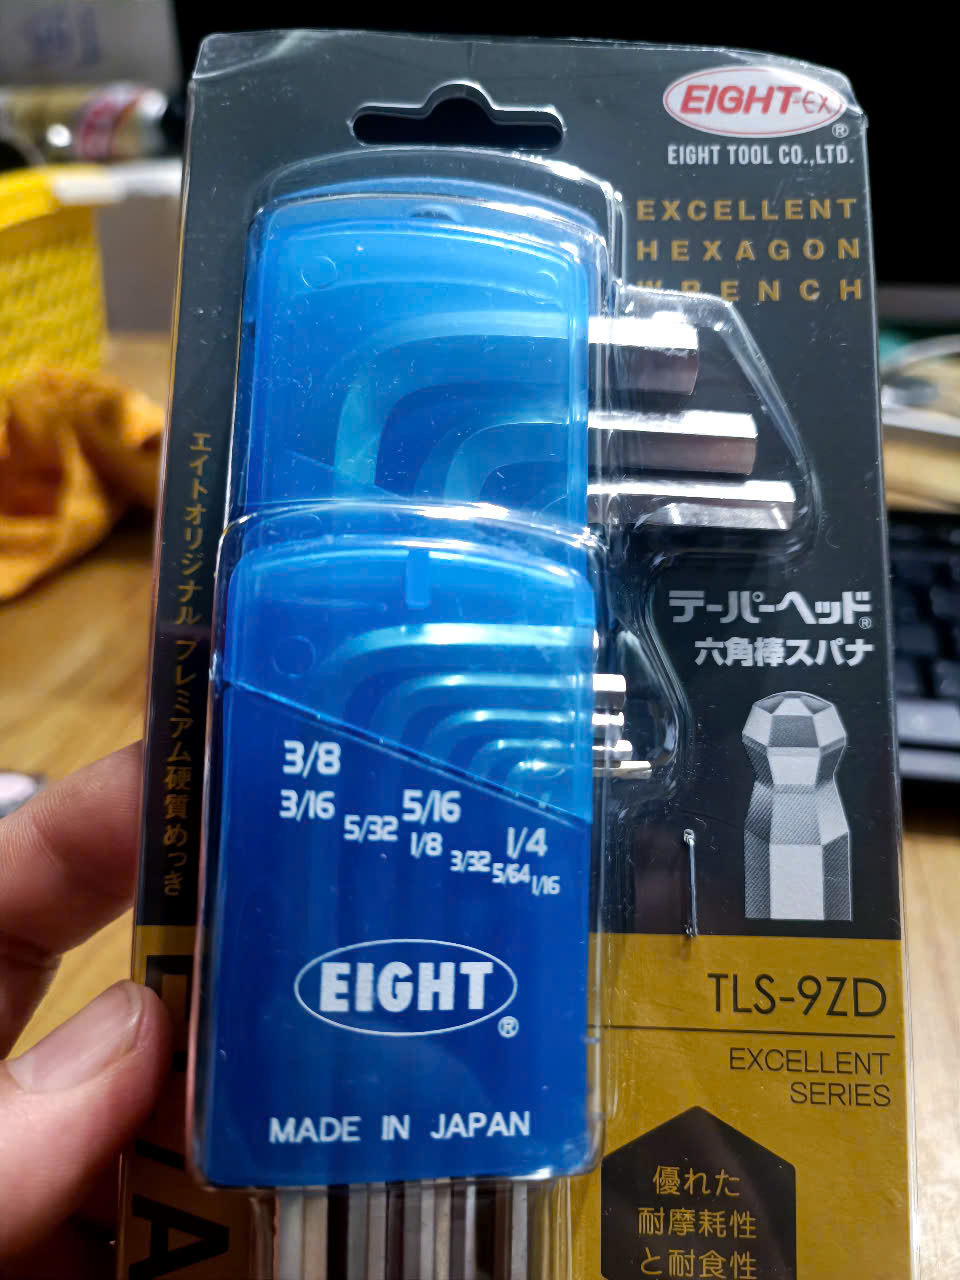 EIGHT-EX®
EIGHT TOOL CO.,LTD.
EXCELLENT
HEXAGON
WRENCH
エイトオリジナル プレミアム硬質めっき
テーパーヘッド®
六角棒スパナ
3/8
3/16
5/32
5/16
1/8
3/32
1/4
5/64
1/16
EIGHT®
MADE IN JAPAN
TLS-9ZD
EXCELLENT
SERIES
優れた
耐摩耗性
と耐食性